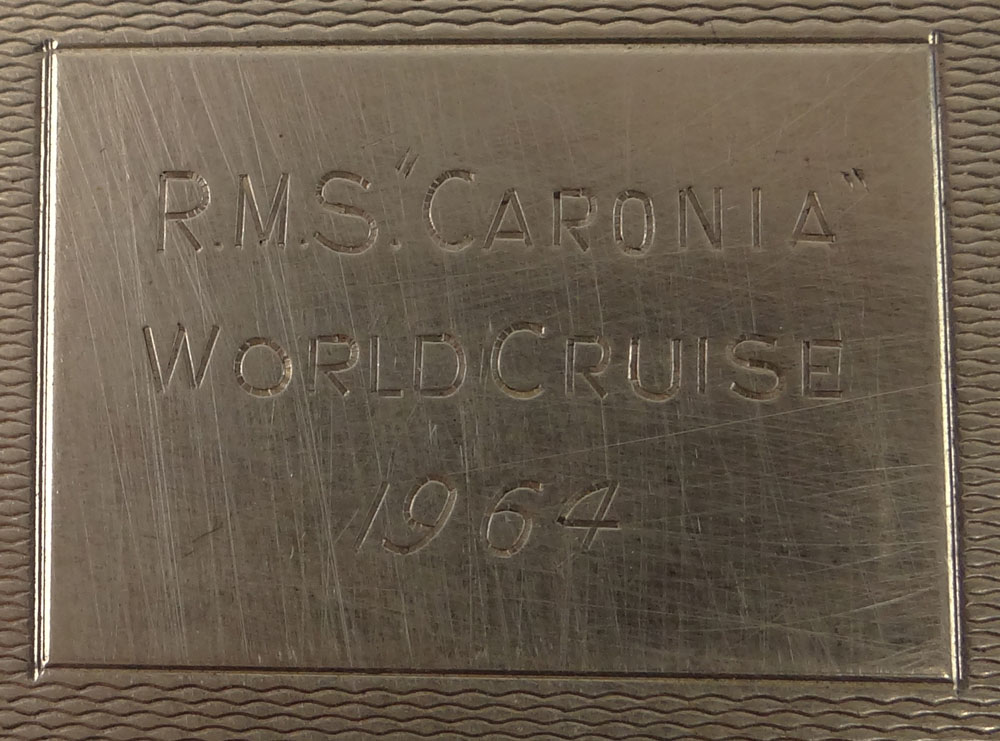 R.M.S. "CARONIA"
WORLD CRUISE
1964